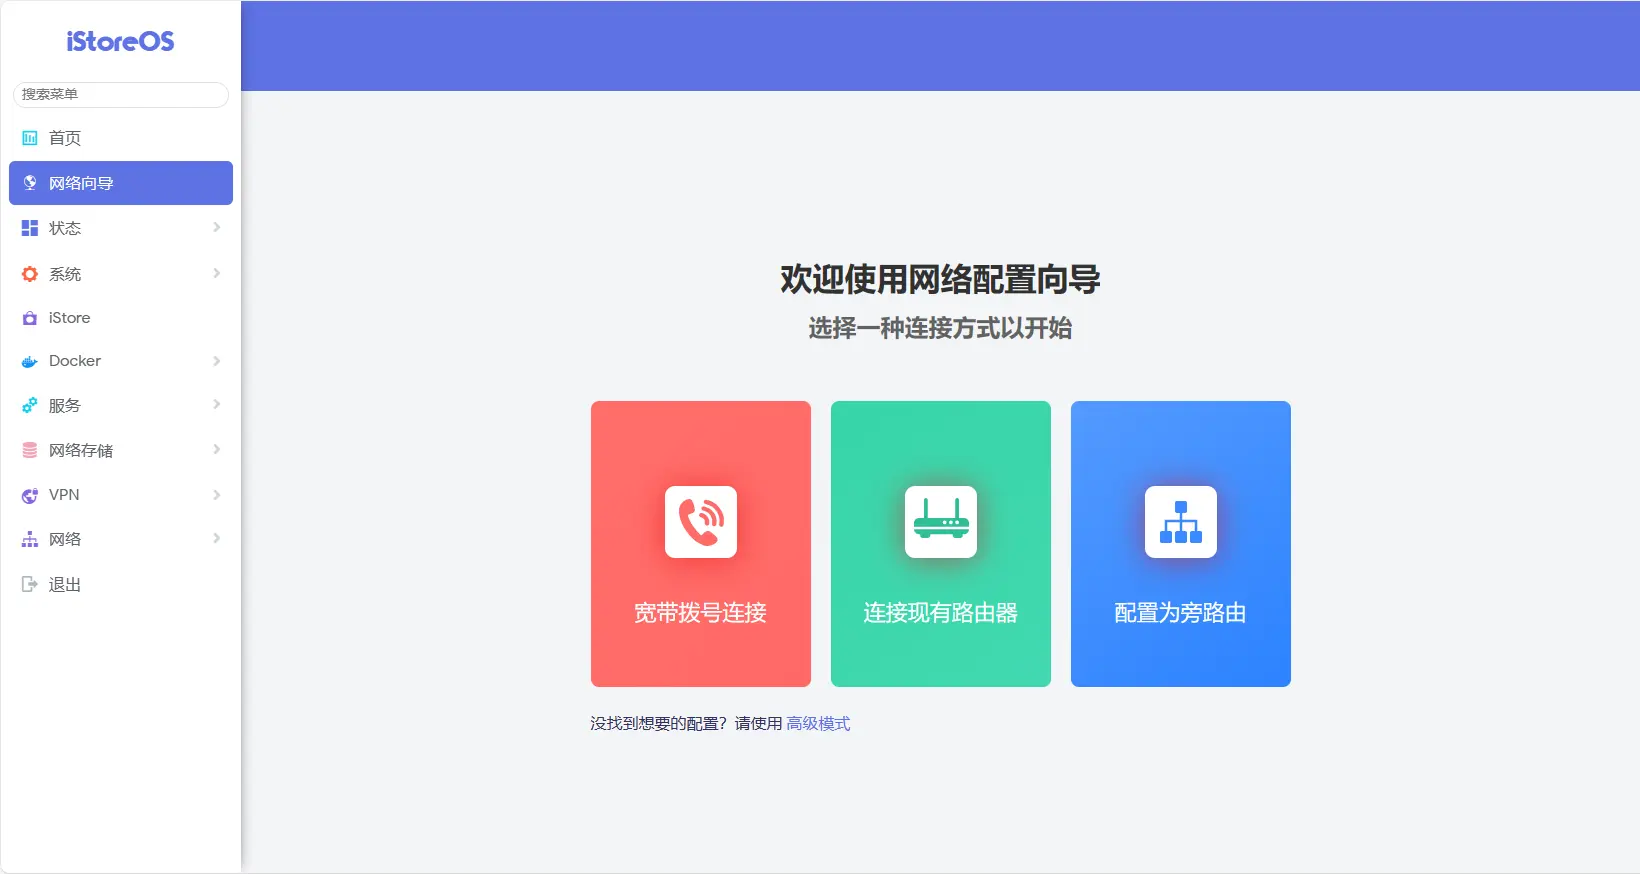 iStoreOS
搜索菜单
首页
网络向导
状态
系统
iStore
Docker
服务
网络存储
VPN
网络
退出
欢迎使用网络配置向导
选择一种连接方式以开始
宽带拨号连接
连接现有路由器
配置为旁路由
没找到想要的配置？请使用 高级模式